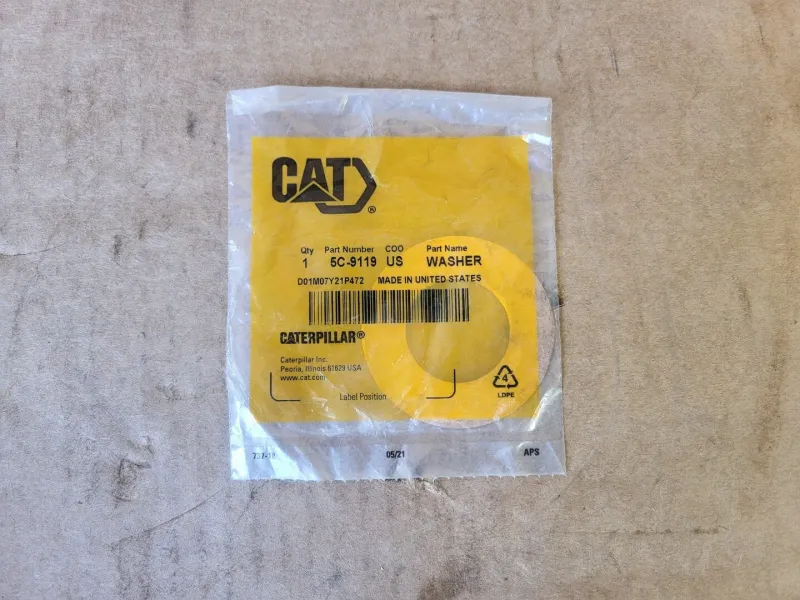 CAT®
Qty Part Number COO Part Name
1 5C-9119 US WASHER
D01M07Y21P472 MADE IN UNITED STATES
CATERPILLAR®
Caterpillar Inc.
Peoria, Illinois 61629 USA
www.cat.com
4
LDPE
Label Position
05/21 APS